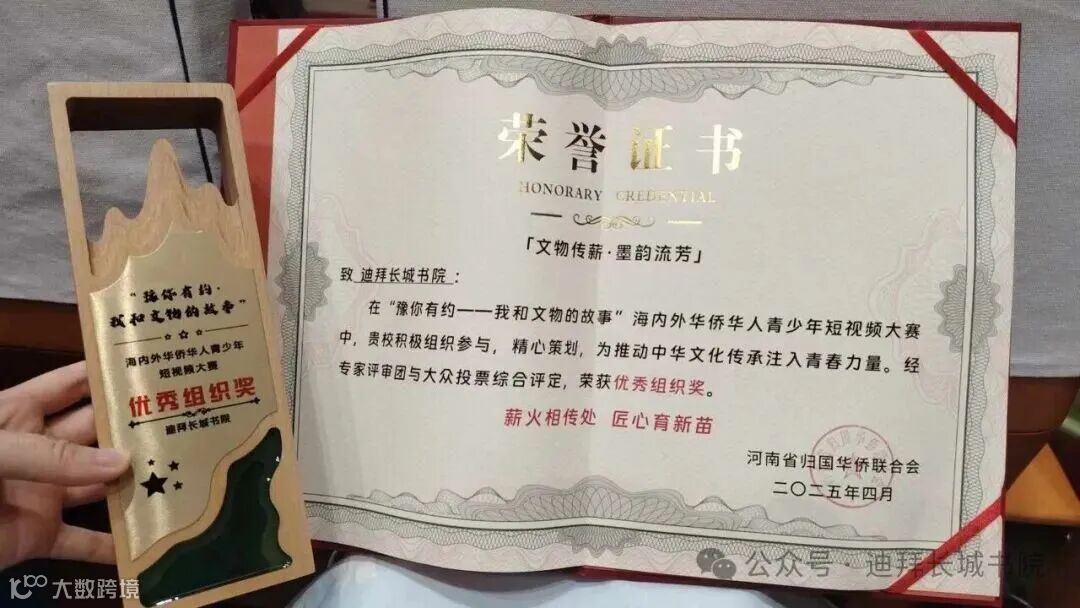 “豫你有约·
我和文物的故事”
海内外华侨华人青少年
短视频大赛
优秀组织奖
迪拜长城书院
荣誉证书
HONORARY CREDENTIAL
「文物传薪·墨韵流芳」
致 迪拜长城书院 :
在“豫你有约——我和文物的故事”海内外华侨华人青少年短视频大赛
中，贵校积极组织参与，精心策划，为推动中华文化传承注入青春力量。经
专家评审团与大众投票综合评定，荣获优秀组织奖。
薪火相传处 匠心育新苗
河南省归国华侨联合会
二〇二五年四月
公众号·迪拜长城书院
大数跨境